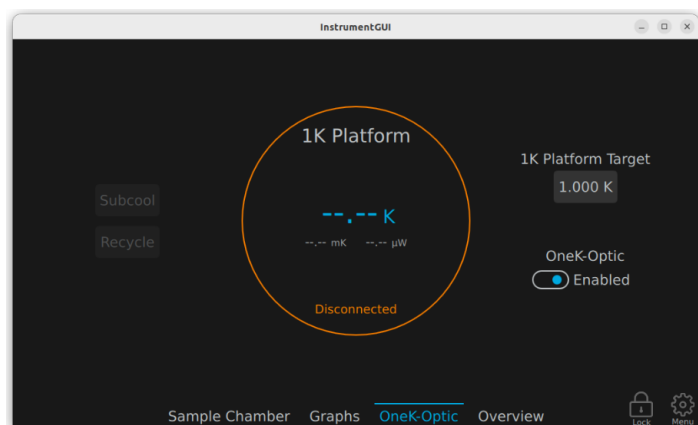 InstrumentGUI
1K Platform
--.-- K
--.-- mK --.-- µW
Disconnected
Subcool
Recycle
1K Platform Target
1.000 K
OneK-Optic
Enabled
Sample Chamber Graphs OneK-Optic Overview
Lock Menu